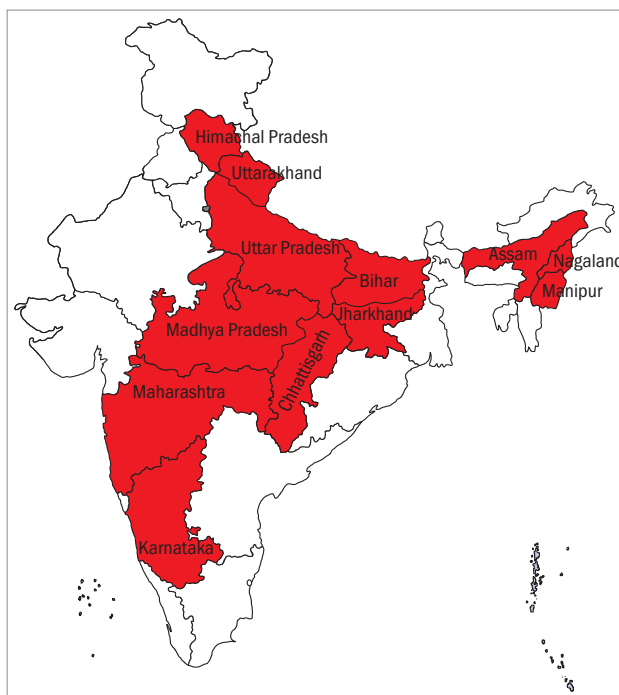 Himachal Pradesh
Uttarakhand
Uttar Pradesh
Assam
Nagaland
Bihar
Manipur
Jharkhand
Madhya Pradesh
Chhattisgarh
Maharashtra
Karnataka